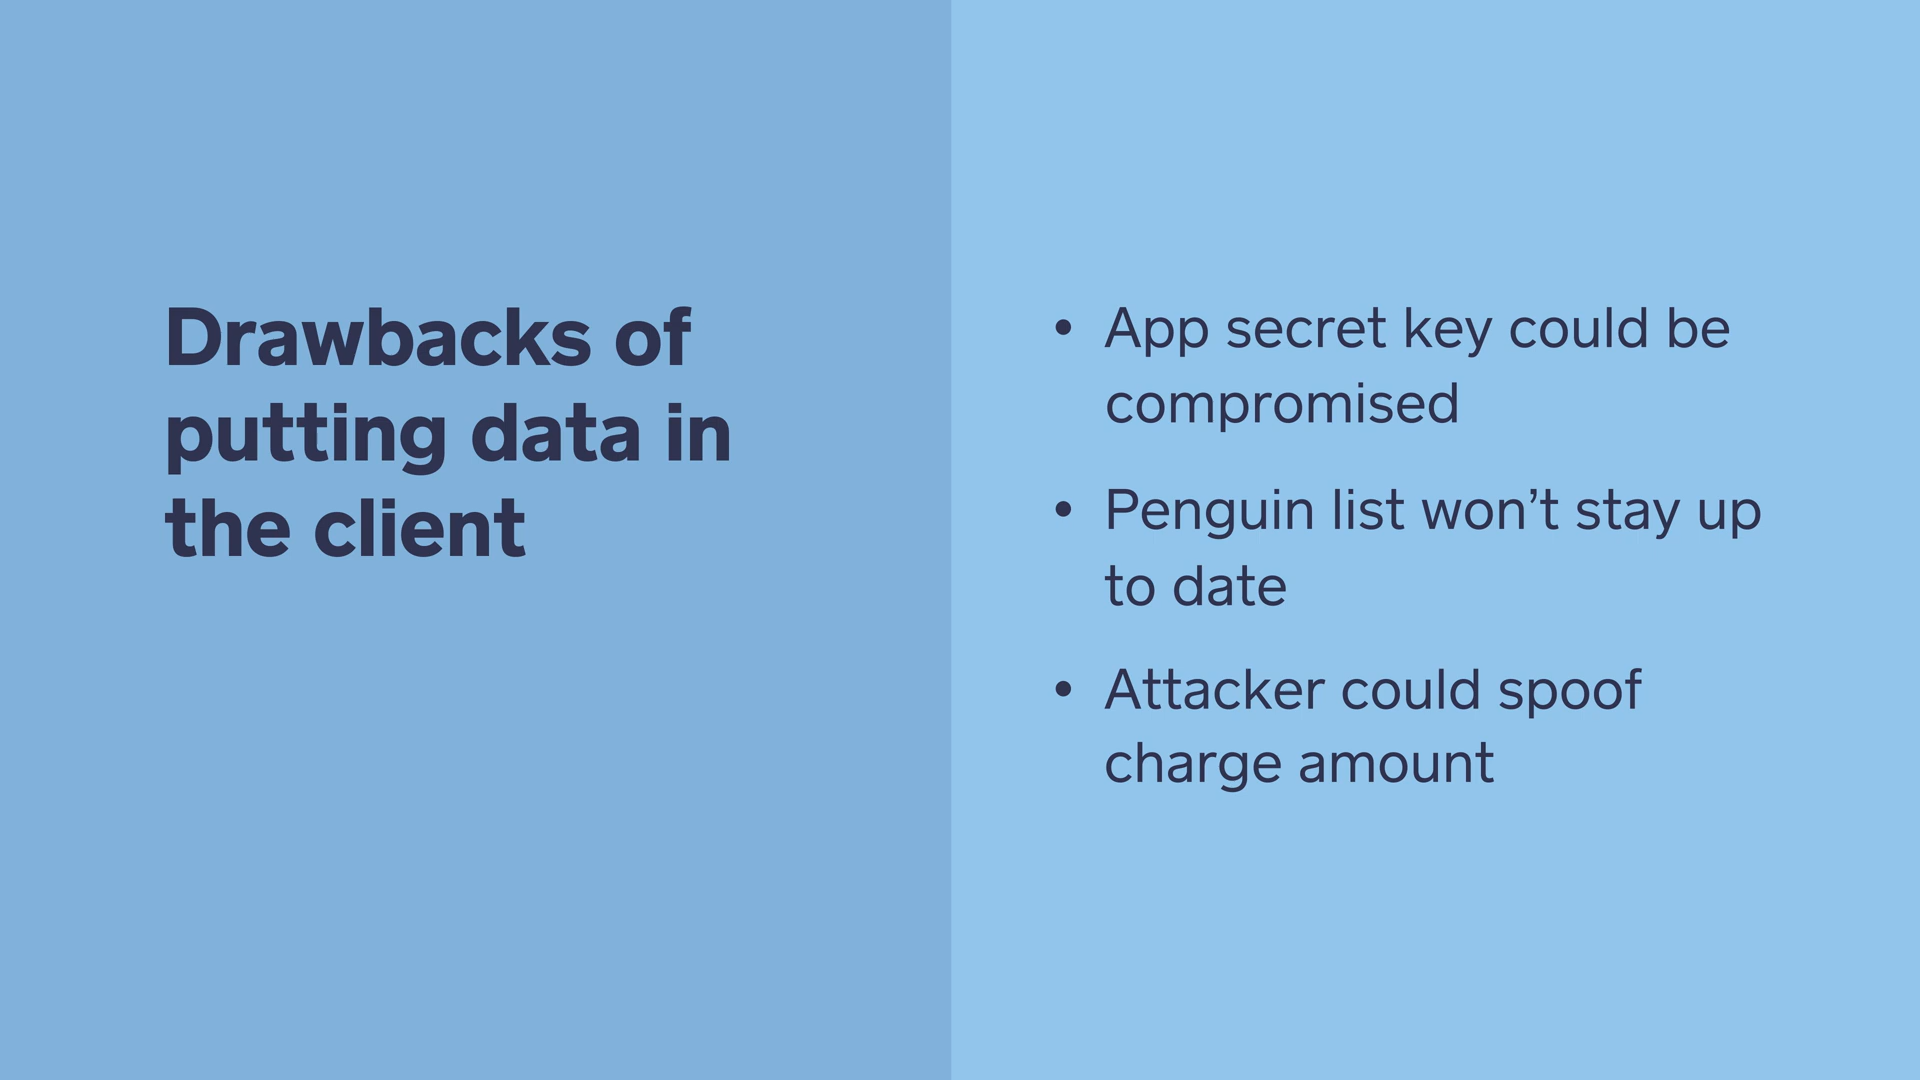 Drawbacks of
putting data in
the client
• App secret key could be
compromised
• Penguin list won’t stay up
to date
• Attacker could spoof
charge amount